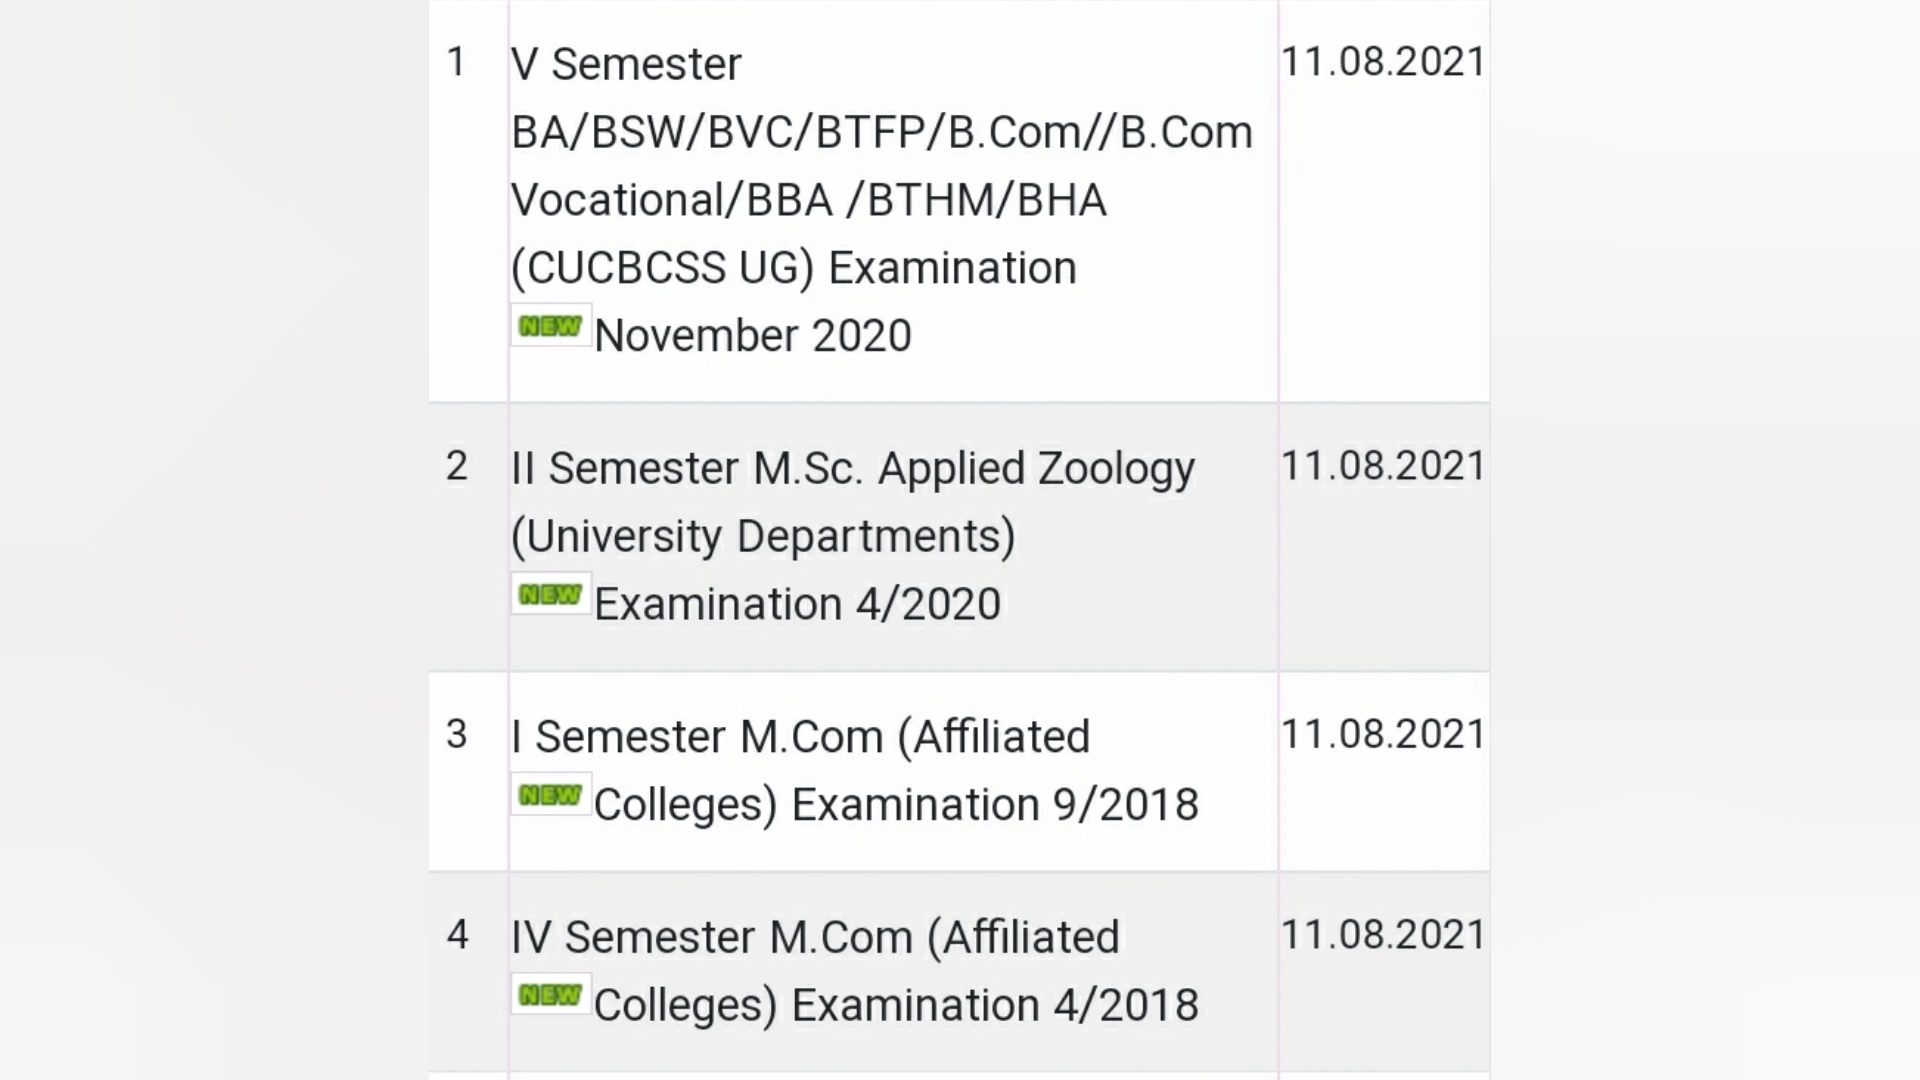 1 V Semester 11.08.2021
BA/BSW/BVC/BTFP/B.Com//B.Com
Vocational/BBA /BTHM/BHA
(CUCBCSS UG) Examination
NEW November 2020
2 II Semester M.Sc. Applied Zoology 11.08.2021
(University Departments)
NEW Examination 4/2020
3 I Semester M.Com (Affiliated 11.08.2021
NEW Colleges) Examination 9/2018
4 IV Semester M.Com (Affiliated 11.08.2021
NEW Colleges) Examination 4/2018